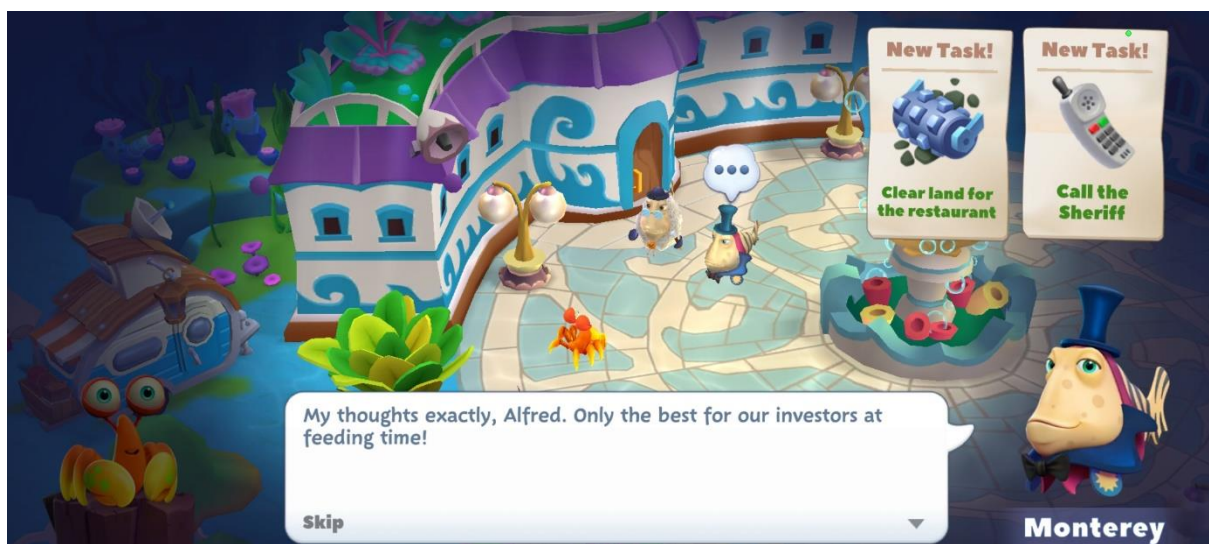 New Task!
Clear land for
the restaurant
New Task!
Call the
Sheriff
My thoughts exactly, Alfred. Only the best for our investors at
feeding time!
Skip
Monterey